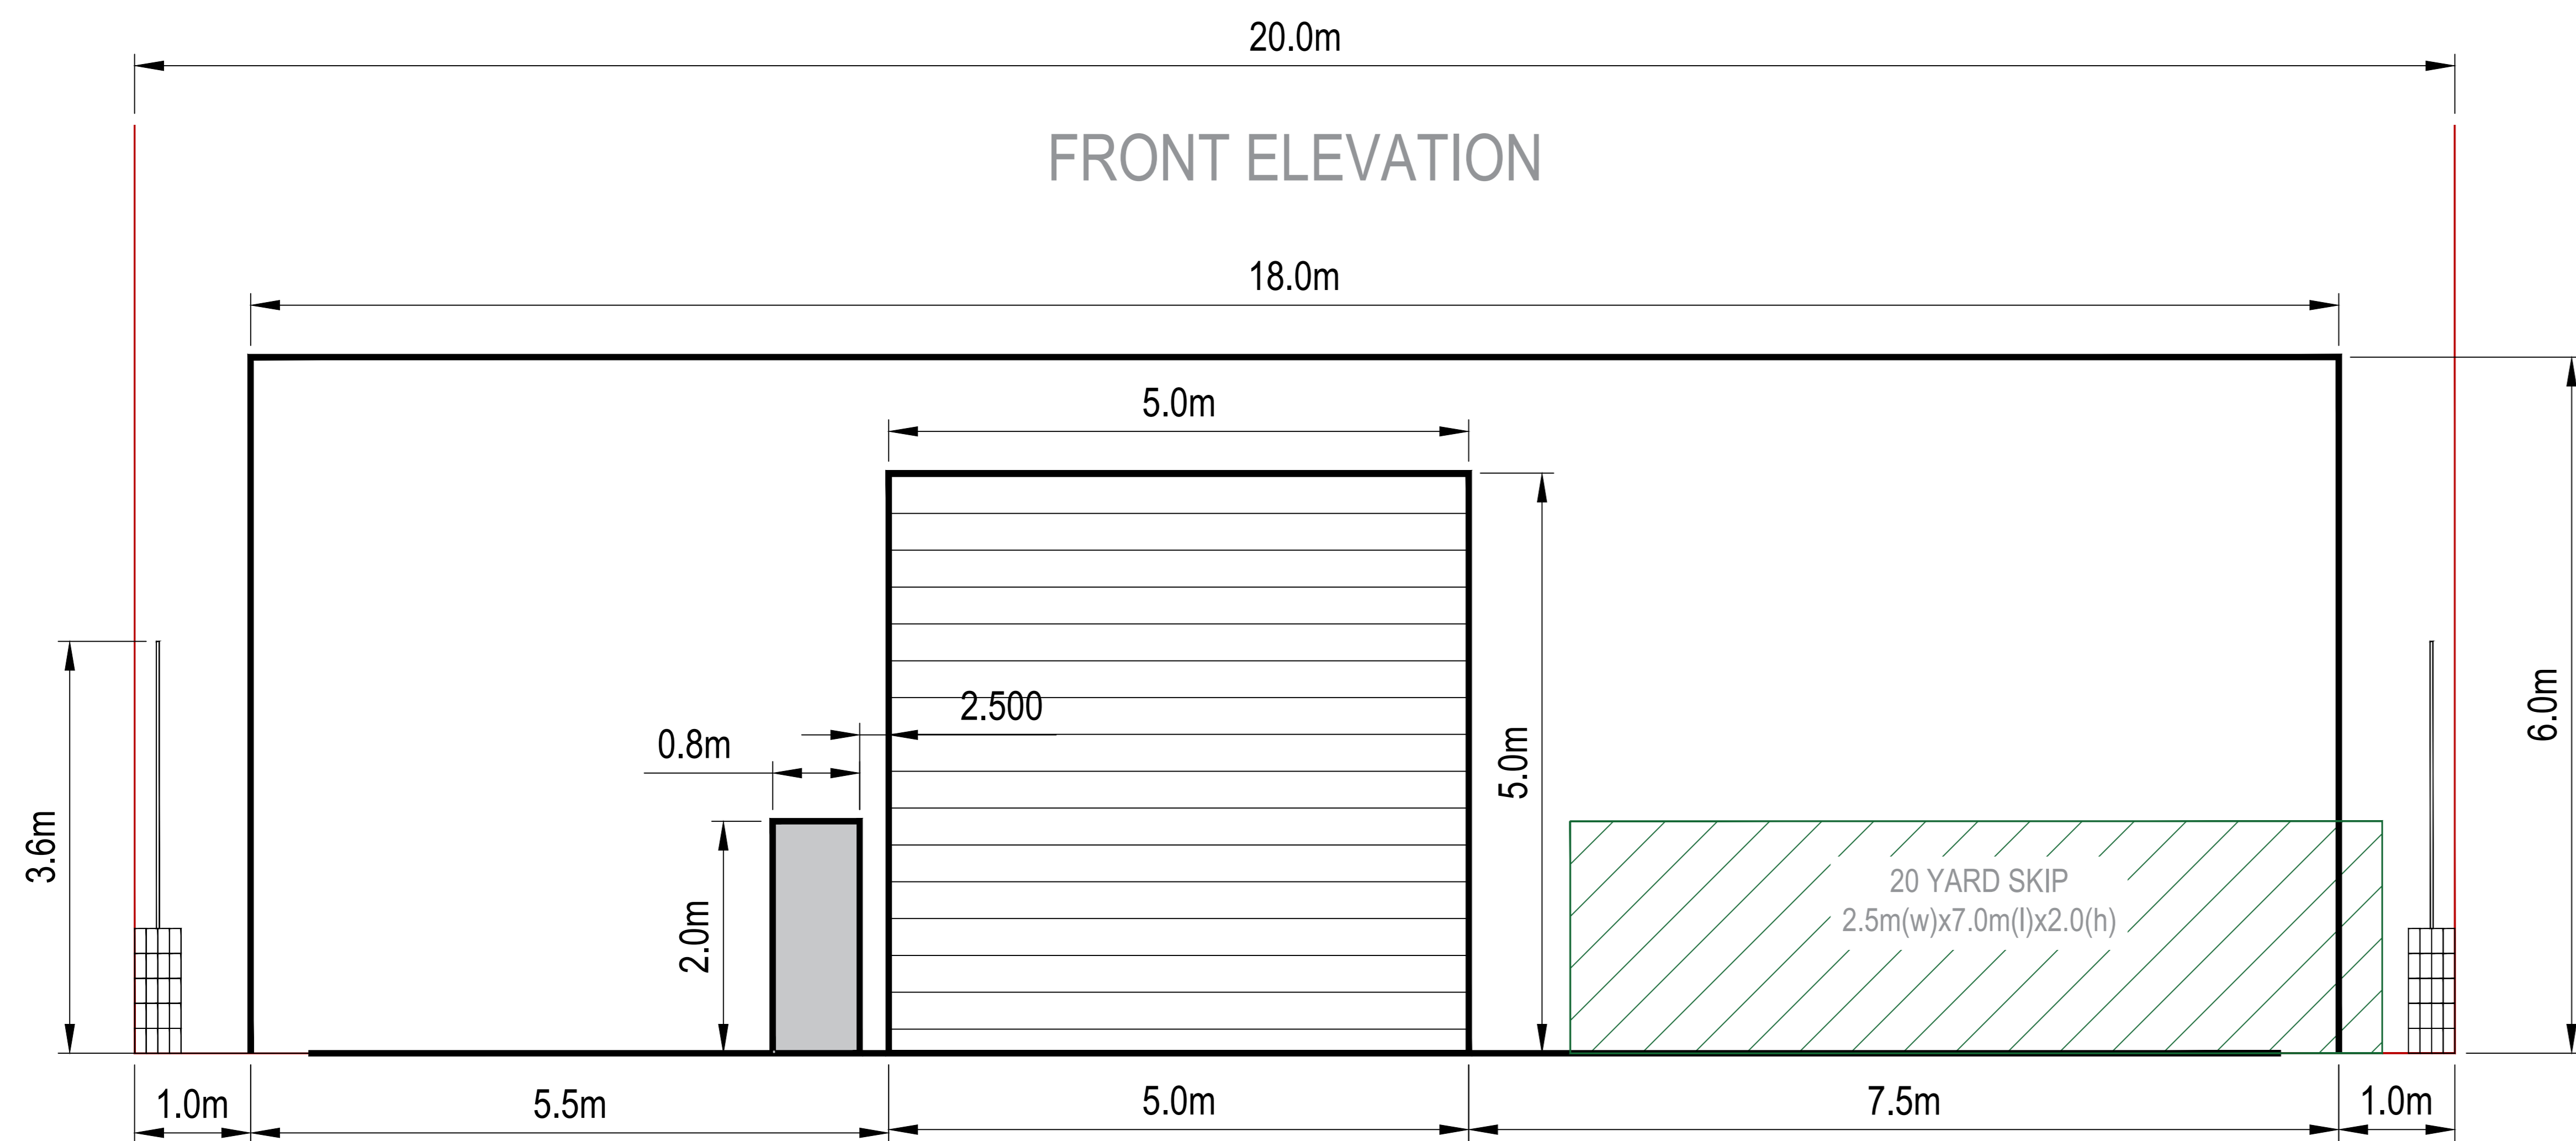 20.0m
FRONT ELEVATION
18.0m
5.0m
2.500
0.8m
5.0m
6.0m
3.6m
2.0m
20 YARD SKIP
2.5m(w)x7.0m(l)x2.0(h)
1.0m
5.5m
5.0m
7.5m
1.0m